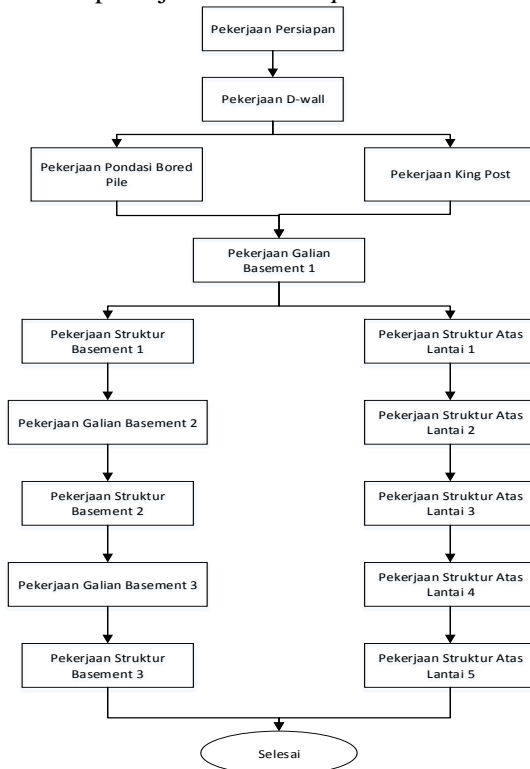 Pekerjaan Persiapan
Pekerjaan D-wall
Pekerjaan Pondasi Bored
Pile
Pekerjaan King Post
Pekerjaan Galian
Basement 1
Pekerjaan Struktur
Basement 1
Pekerjaan Struktur Atas
Lantai 1
Pekerjaan Galian Basement 2
Pekerjaan Struktur Atas
Lantai 2
Pekerjaan Struktur
Basement 2
Pekerjaan Struktur Atas
Lantai 3
Pekerjaan Galian Basement 3
Pekerjaan Struktur Atas
Lantai 4
Pekerjaan Struktur
Basement 3
Pekerjaan Struktur Atas
Lantai 5
Selesai